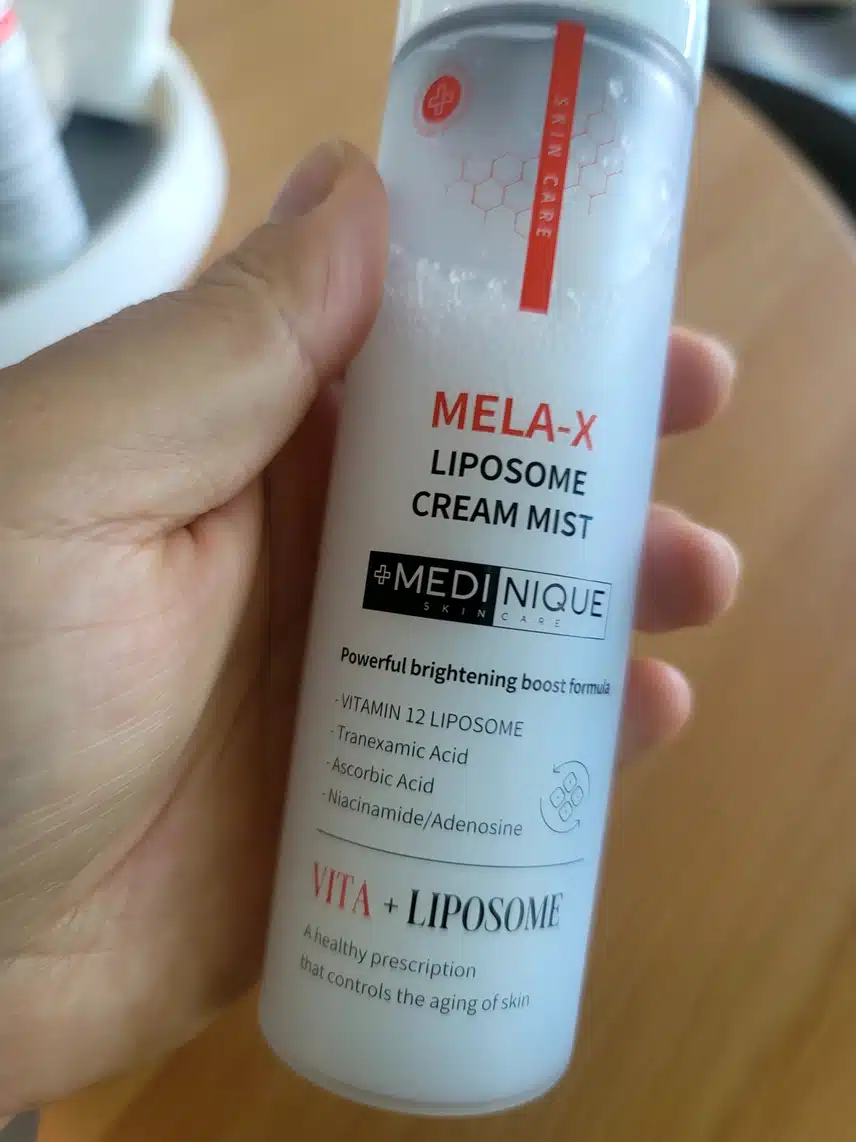 SKIN CARE
MELA-X
LIPOSOME
CREAM MIST
MEDINIQUE
SKIN CARE
Powerful brightening boost formula
- VITAMIN 12 LIPOSOME
- Tranexamic Acid
- Ascorbic Acid
- Niacinamide/Adenosine
VITA + LIPOSOME
A healthy prescription
that controls the aging of skin